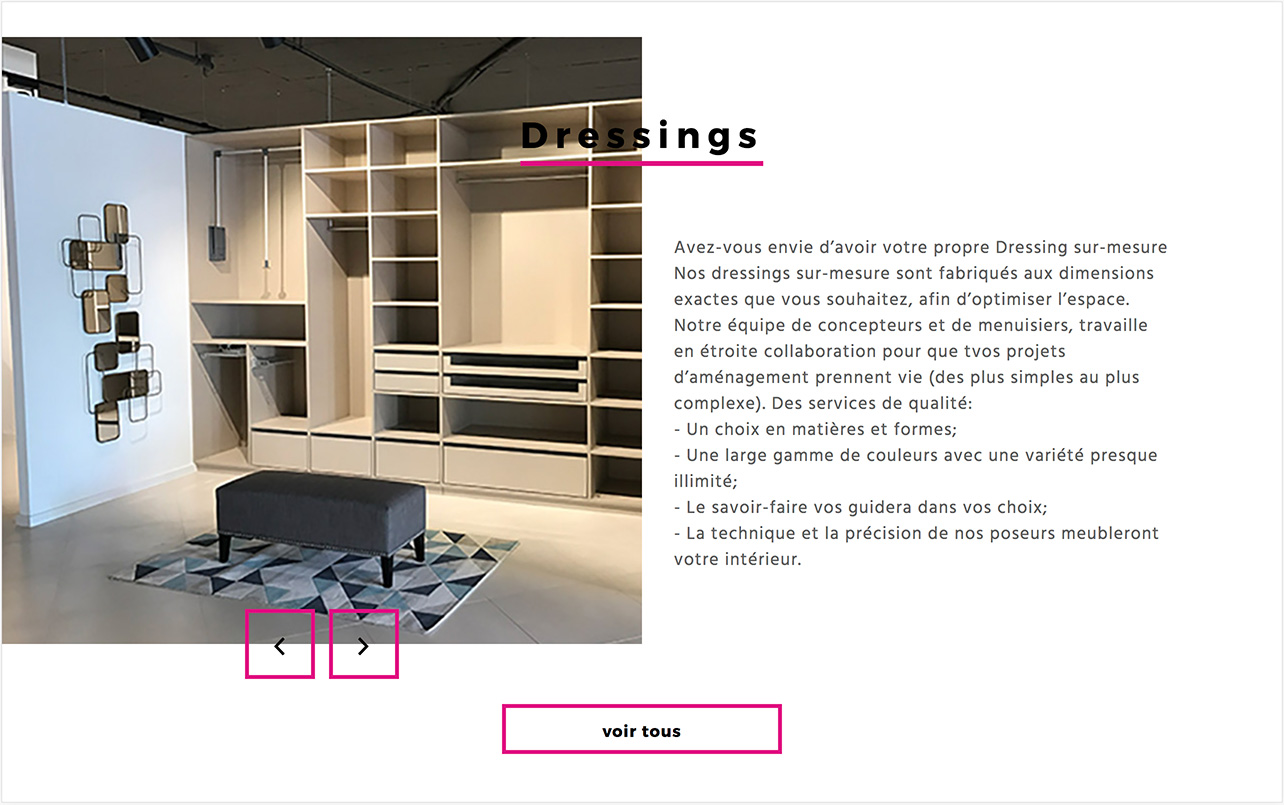 Dressings
Avez-vous envie d’avoir votre propre Dressing sur-mesure
Nos dressings sur-mesure sont fabriqués aux dimensions
exactes que vous souhaitez, afin d’optimiser l’espace.
Notre équipe de concepteurs et de menuisiers, travaille
en étroite collaboration pour que tvos projets
d’aménagement prennent vie (des plus simples au plus
complexe). Des services de qualité:
- Un choix en matières et formes;
- Une large gamme de couleurs avec une variété presque
illimité;
- Le savoir-faire vos guidera dans vos choix;
- La technique et la précision de nos poseurs meubleront
votre intérieur.
voir tous